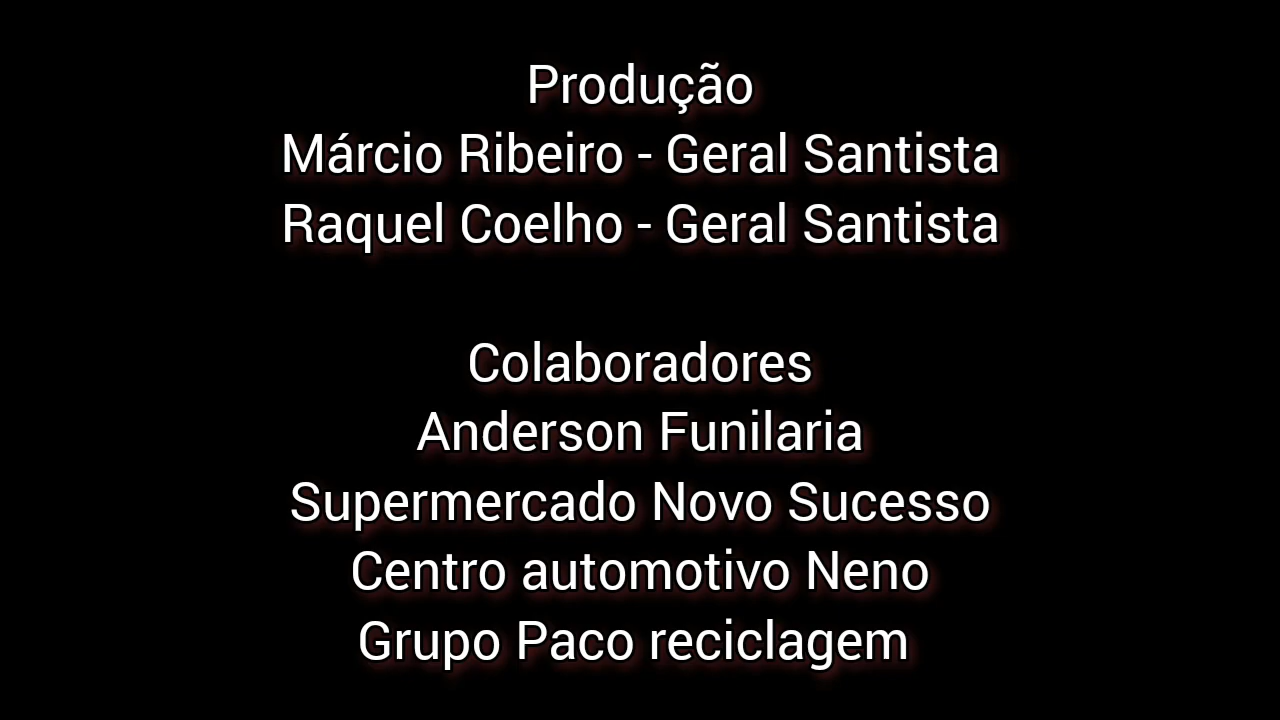 Produção
Márcio Ribeiro - Geral Santista
Raquel Coelho - Geral Santista
Colaboradores
Anderson Funilaria
Supermercado Novo Sucesso
Centro automotivo Neno
Grupo Paco reciclagem